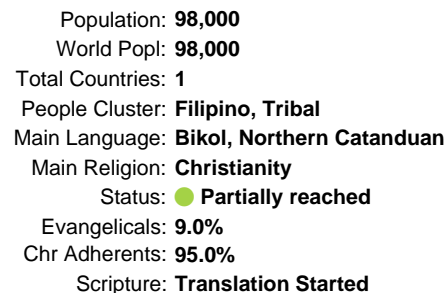 Population: 98,000
World Popl: 98,000
Total Countries: 1
People Cluster: Filipino, Tribal
Main Language: Bikol, Northern Catanduan
Main Religion: Christianity
Status: Partially reached
Evangelicals: 9.0%
Chr Adherents: 95.0%
Scripture: Translation Started